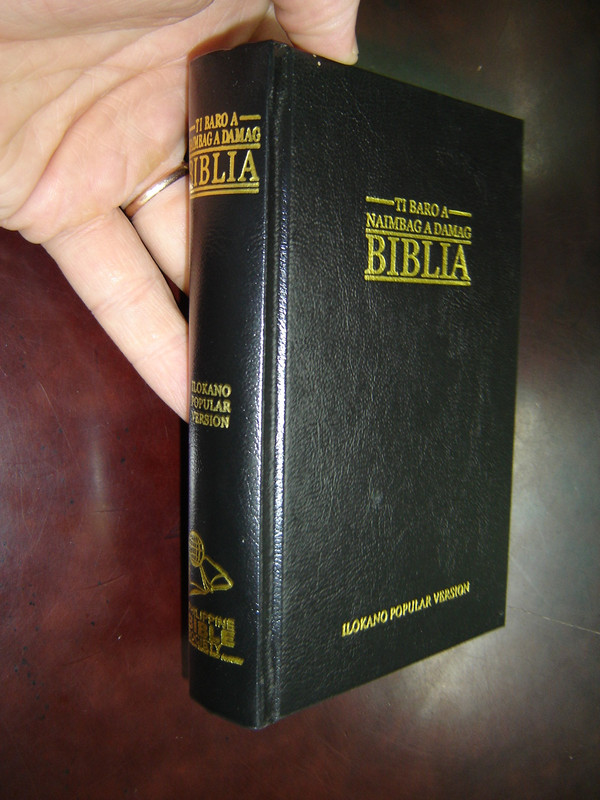 TI BARO A
NAIMBAG A DAMAG
BIBLIA
ILOKANO
POPULAR
VERSION
PHILIPPINE
BIBLE
SOCIETY
TI BARO A
NAIMBAG A DAMAG
BIBLIA
ILOKANO POPULAR VERSION